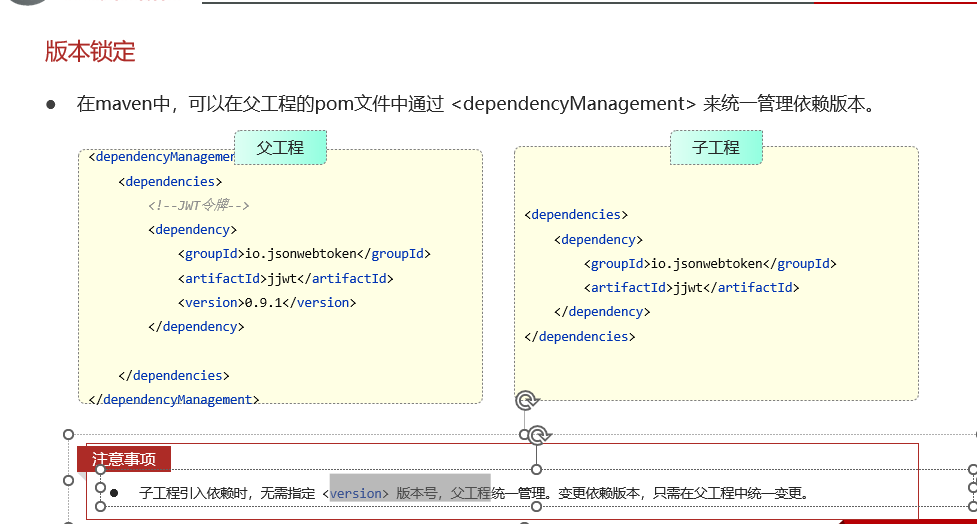 版本锁定
● 在maven中，可以在父工程的pom文件中通过 <dependencyManagement> 来统一管理依赖版本。
父工程
<dependencyManagemen
<dependencies>
<!--JWT令牌-->
<dependency>
<groupId>io.jsonwebtoken</groupId>
<artifactId>jjwt</artifactId>
<version>0.9.1</version>
</dependency>
</dependencies>
</dependencyManagement>
子工程
<dependencies>
<dependency>
<groupId>io.jsonwebtoken</groupId>
<artifactId>jjwt</artifactId>
</dependency>
</dependencies>
注意事项
● 子工程引入依赖时，无需指定 <version> 版本号，父工程统一管理。变更依赖版本，只需在父工程中统一变更。